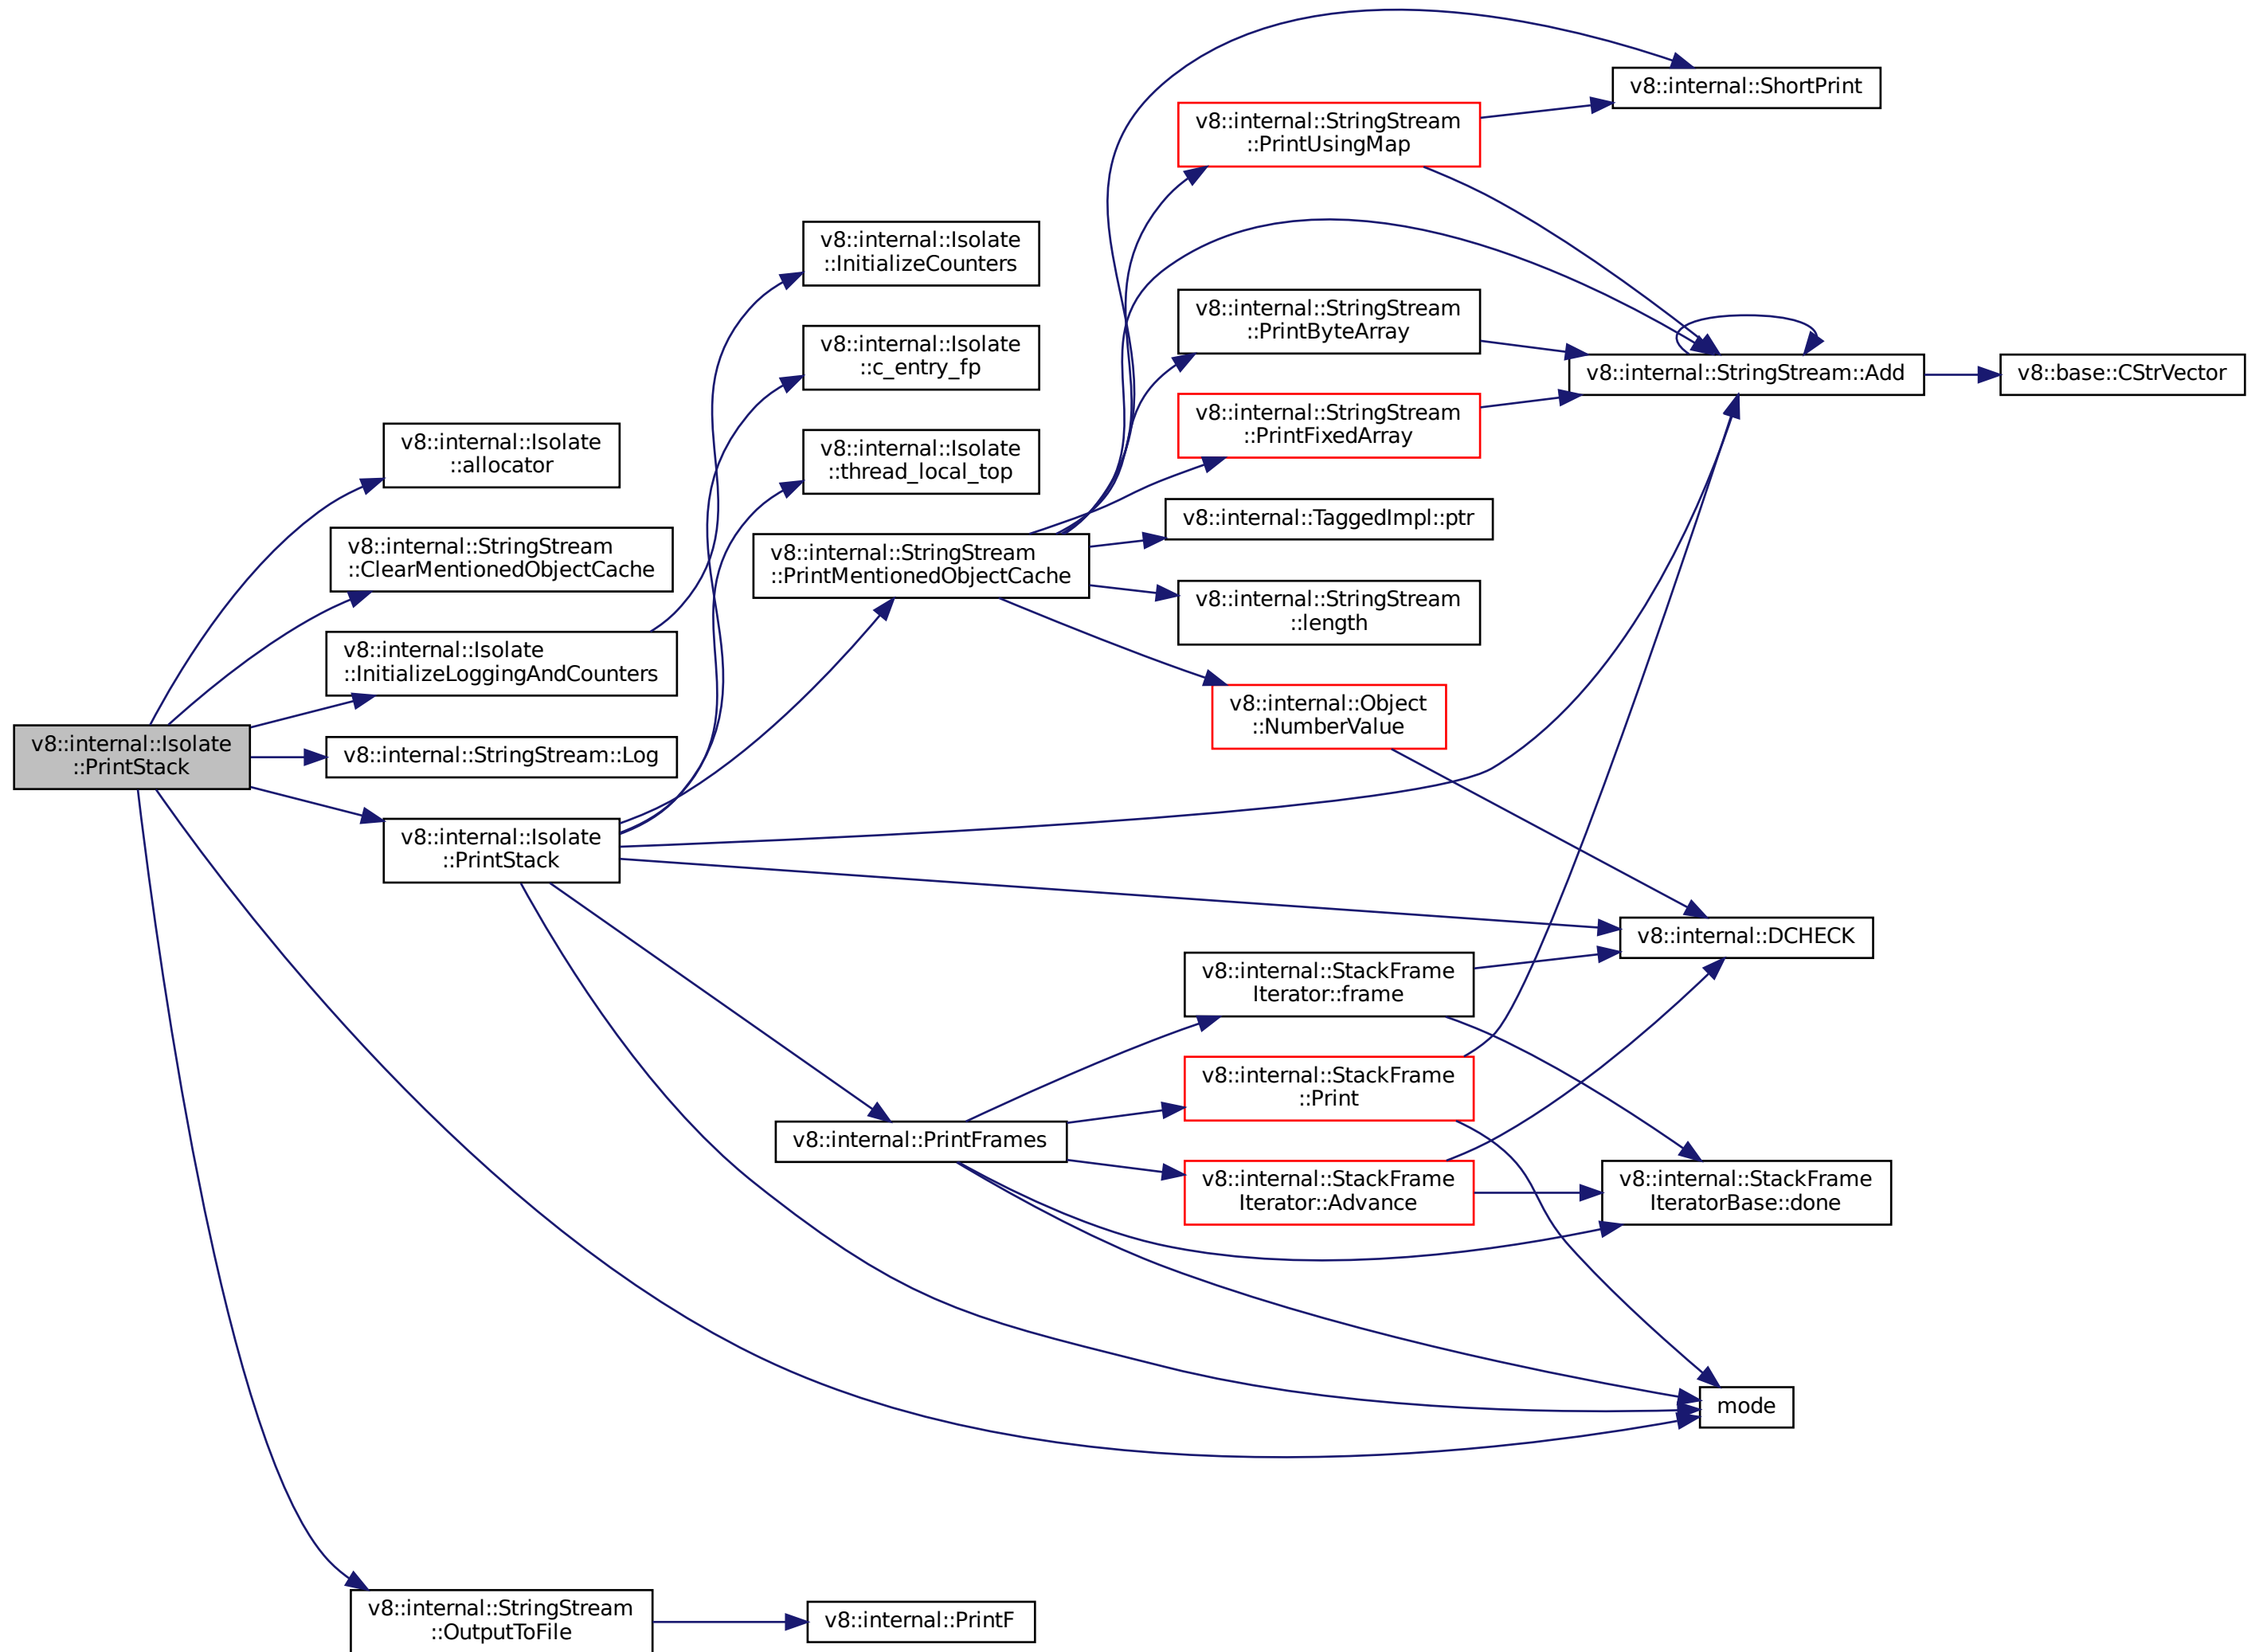 v8::internal::Isolate
::PrintStack
v8::internal::Isolate
::allocator
v8::internal::StringStream
::ClearMentionedObjectCache
v8::internal::Isolate
::InitializeLoggingAndCounters
v8::internal::StringStream::Log
v8::internal::Isolate
::PrintStack
v8::internal::StringStream
::OutputToFile
v8::internal::Isolate
::InitializeCounters
v8::internal::Isolate
::c_entry_fp
v8::internal::Isolate
::thread_local_top
v8::internal::StringStream
::PrintMentionedObjectCache
v8::internal::PrintFrames
v8::internal::PrintF
v8::internal::StringStream
::PrintUsingMap
v8::internal::StringStream
::PrintByteArray
v8::internal::StringStream
::PrintFixedArray
v8::internal::TaggedImpl::ptr
v8::internal::StringStream
::length
v8::internal::Object
::NumberValue
v8::internal::StackFrame
Iterator::frame
v8::internal::StackFrame
::Print
v8::internal::StackFrame
Iterator::Advance
v8::internal::ShortPrint
v8::internal::StringStream::Add
v8::internal::DCHECK
v8::internal::StackFrame
IteratorBase::done
mode
v8::base::CStrVector